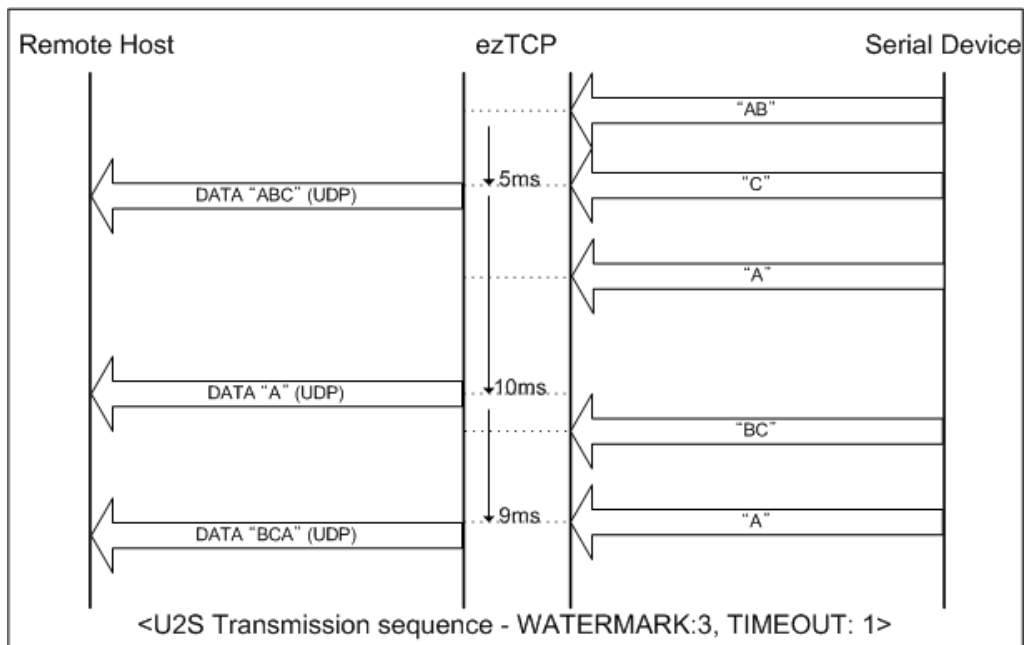 Remote Host ezTCP Serial Device
"AB"
5ms
"C"
DATA "ABC" (UDP)
"A"
10ms
DATA "A" (UDP)
"BC"
9ms
"A"
DATA "BCA" (UDP)
<U2S Transmission sequence - WATERMARK:3, TIMEOUT: 1>